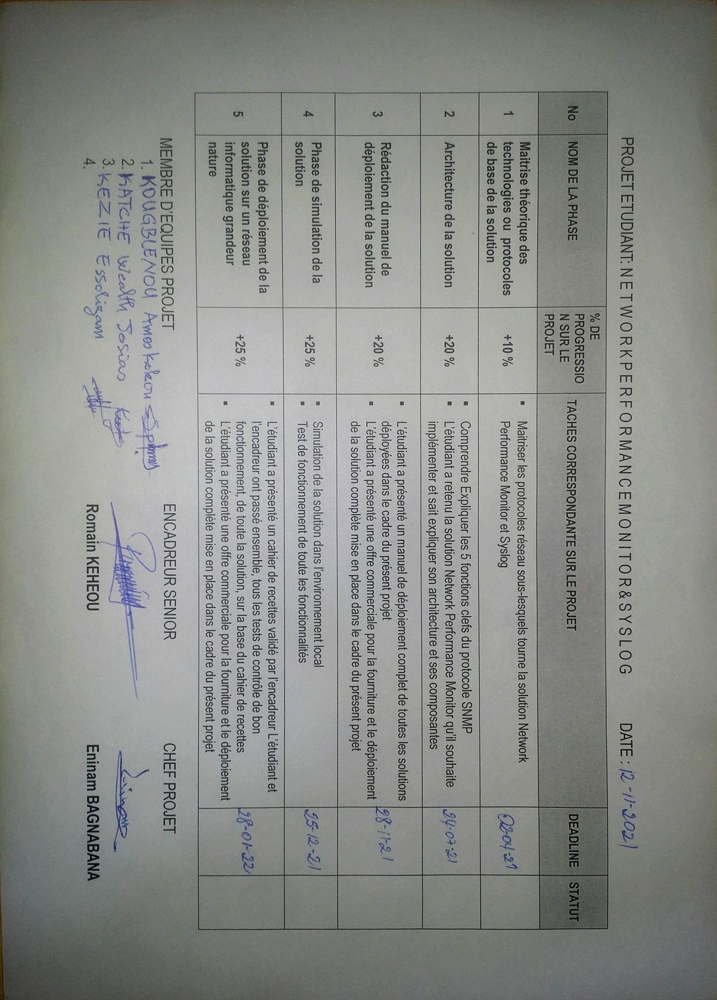 PROJET ETUDIANT: N E T W O R K P E R F O R M A N C E M O N I T O R & S Y S L O G DATE : 12-11-2021
No NOM DE LA PHASE % DE PROGRESSIO N SUR LE PROJET TACHES CORRESPONDANTE SUR LE PROJET DEADLINE STATUT
1
Maitrise théorique des
technologies ou protocoles
de base de la solution
+10 %
▪ Maitriser les protocoles réseau sous-lesquels tourne la solution Network
Performance Monitor et Syslog
2
Architecture de la solution
+20 %
▪ Comprendre Expliquer les 5 fonctions clefs du protocole SNMP
▪ L'étudiant a retenu la solution Network Performance Monitor qu'il souhaite
implémenter et sait expliquer son architecture et ses composantes
24-07-21
3
Rédaction du manuel de
déploiement de la solution
+20 %
▪ L'étudiant a présenté un manuel de déploiement complet de toutes les solutions
déployées dans le cadre du présent projet
▪ L'étudiant a présenté une offre commerciale pour la fourniture et le déploiement
de la solution complète mise en place dans le cadre du présent projet
28-11-21
4
Phase de simulation de la
solution
+25 %
▪ Simulation de la solution dans l'environnement local
▪ Test de fonctionnement de toute les fonctionnalités
25-12-21
5
Phase de déploiement de la
solution sur un réseau
informatique grandeur
nature
+25 %
▪ L'étudiant a présenté un cahier de recettes validé par l'encadreur L'étudiant et
l'encadreur ont passé ensemble, tous les tests de contrôle de bon
fonctionnement, de toute la solution, sur la base du cahier de recettes
▪ L'étudiant a présenté une offre commerciale pour la fourniture et le déploiement
de la solution complète mise en place dans le cadre du présent projet
28-01-22
MEMBRE D'EQUIPES PROJET
1. KOUGBLENOU Ames Kokou
2. KATCHE Wealth Josias
3. KEZIE Essolizam
4.
ENCADREUR SENIOR
Romain KEHEOU
CHEF PROJET
Eninam BAGNABANA